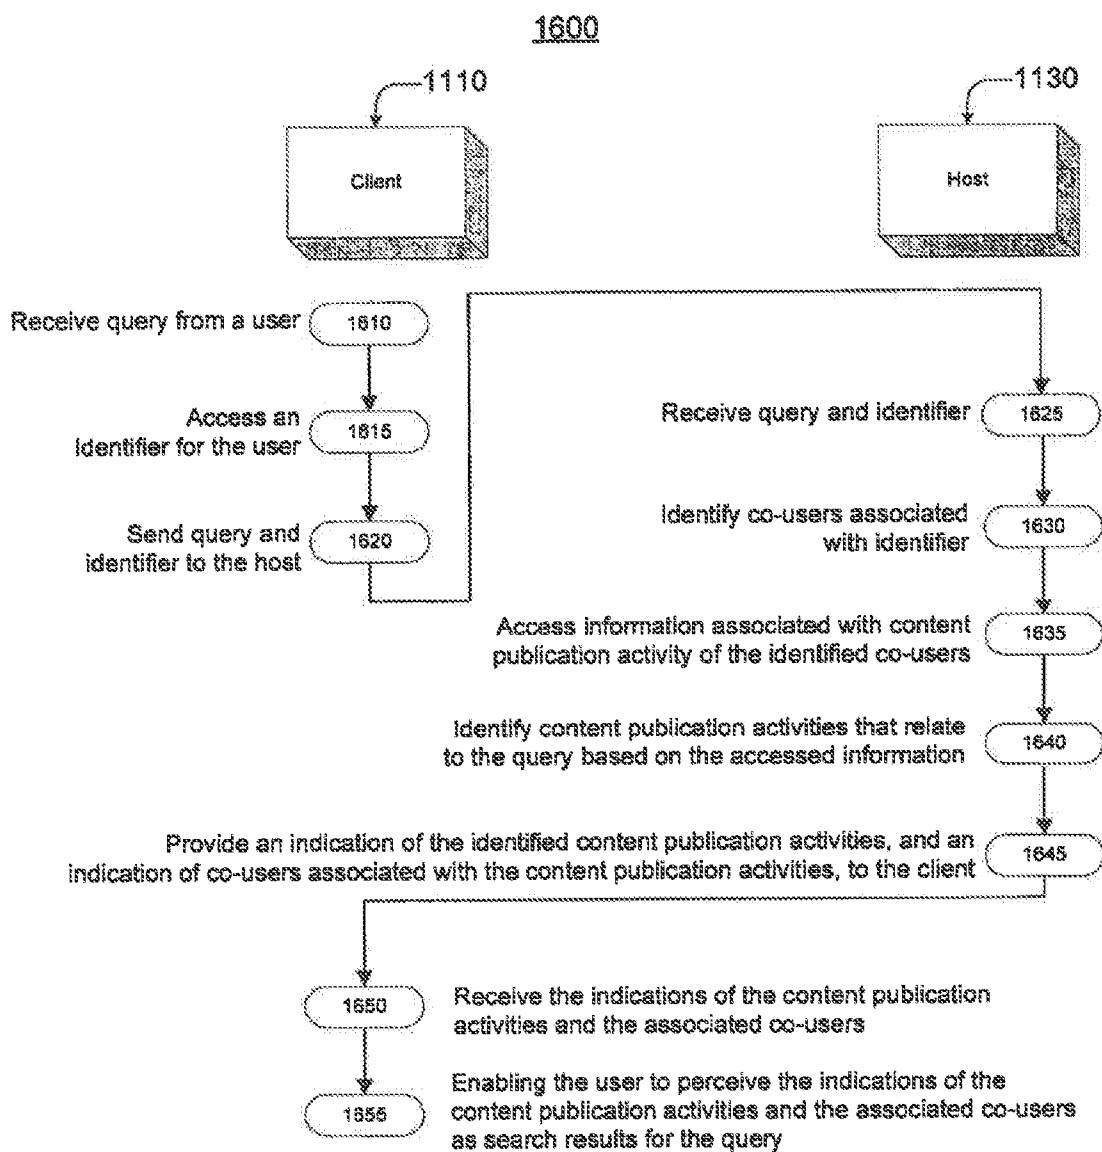 1600
1110
1130
Client
Host
Receive query from a user
1610
Access an
identifier for the user
1615
Send query and
identifier to the host
1620
Receive query and identifier
1625
Identify co-users associated
with identifier
1630
Access information associated with content
publication activity of the identified co-users
1635
Identify content publication activities that relate
to the query based on the accessed information
1640
Provide an indication of the identified content publication activities, and an
indication of co-users associated with the content publication activities, to the client
1645
1650
Receive the indications of the content publication
activities and the associated co-users
1655
Enabling the user to perceive the indications of the
content publication activities and the associated co-users
as search results for the query